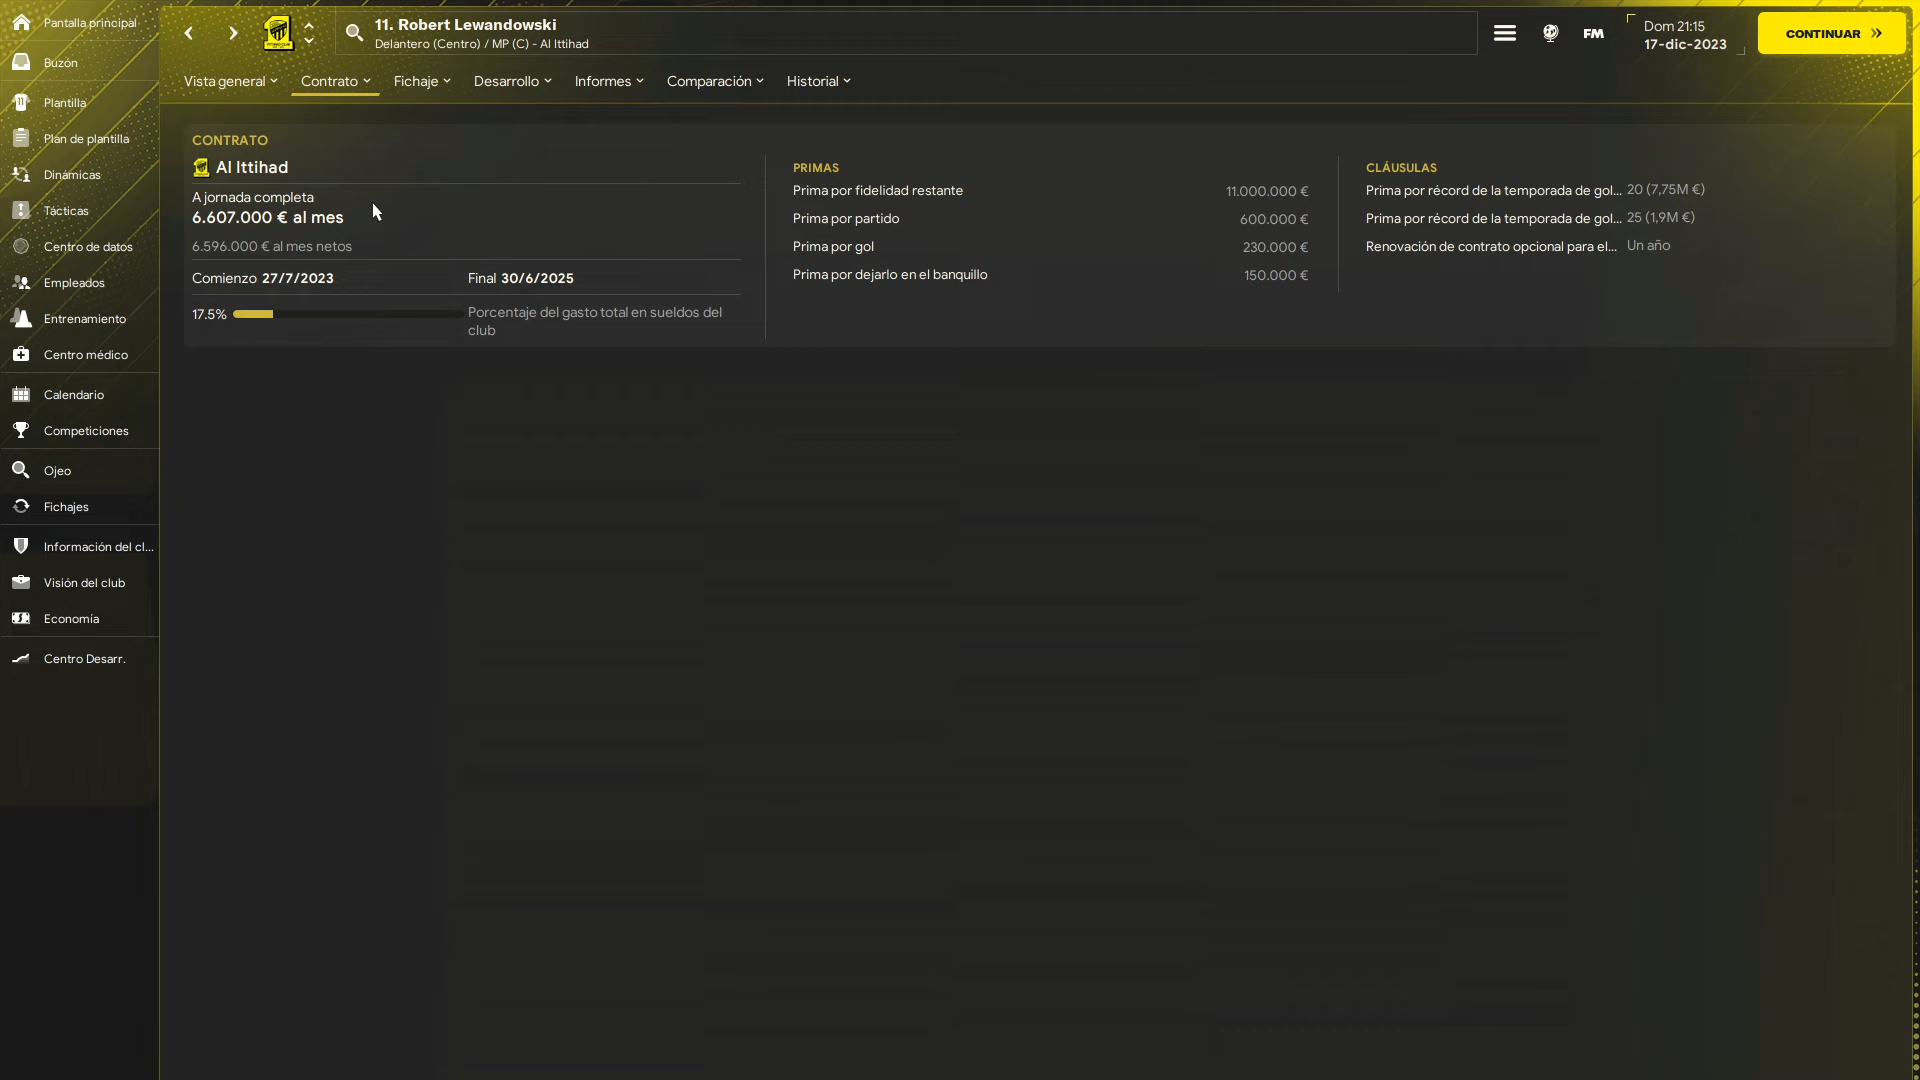 Pantalla principal
Buzón
Plantilla
Plan de plantilla
Dinámicas
Tácticas
Centro de datos
Empleados
Entrenamiento
Centro médico
Calendario
Competiciones
Ojeo
Fichajes
Información del cl...
Visión del club
Economía
Centro Desarr.
11. Robert Lewandowski
Delantero (Centro) / MP (C) - Al Ittihad
FM
Dom 21:15
17-dic-2023
CONTINUAR
Vista general Contrato Fichaje Desarrollo Informes Comparación Historial
CONTRATO
Al Ittihad
A jornada completa
6.607.000 € al mes
6.596.000 € al mes netos
Comienzo 27/7/2023 Final 30/6/2025
17.5% Porcentaje del gasto total en sueldos del
club
PRIMAS
Prima por fidelidad restante 11.000.000 €
Prima por partido 600.000 €
Prima por gol 230.000 €
Prima por dejarlo en el banquillo 150.000 €
CLÁUSULAS
Prima por récord de la temporada de gol... 20 (7,75M €)
Prima por récord de la temporada de gol... 25 (1,9M €)
Renovación de contrato opcional para el... Un año